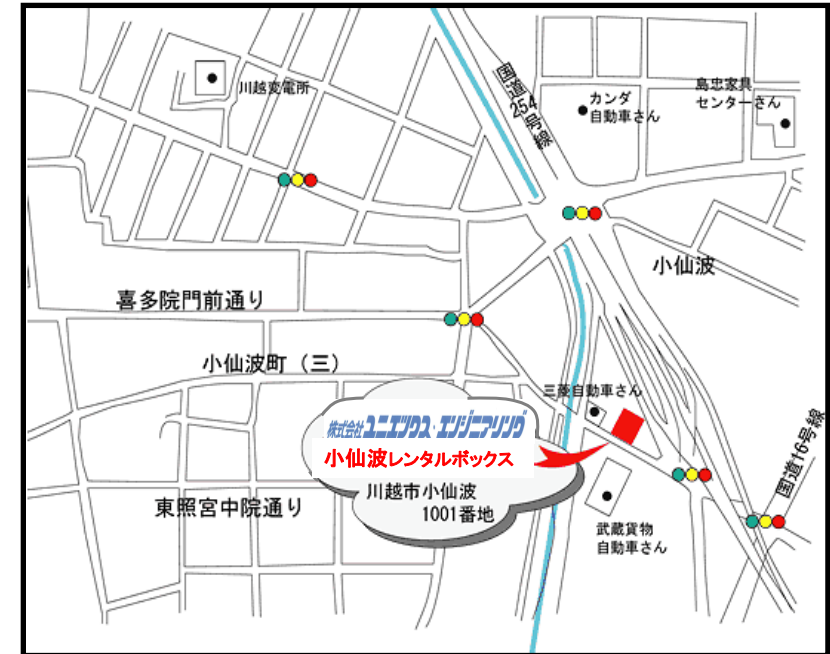 川越変電所
国道254号線
カンダ
自動車さん
島忠家具
センターさん
小仙波
喜多院門前通り
小仙波町（三）
三菱自動車さん
株式会社ユニエックス・エンジニアリング
小仙波レンタルボックス
川越市小仙波
1001番地
国道16号線
東照宮中院通り
武蔵貨物
自動車さん